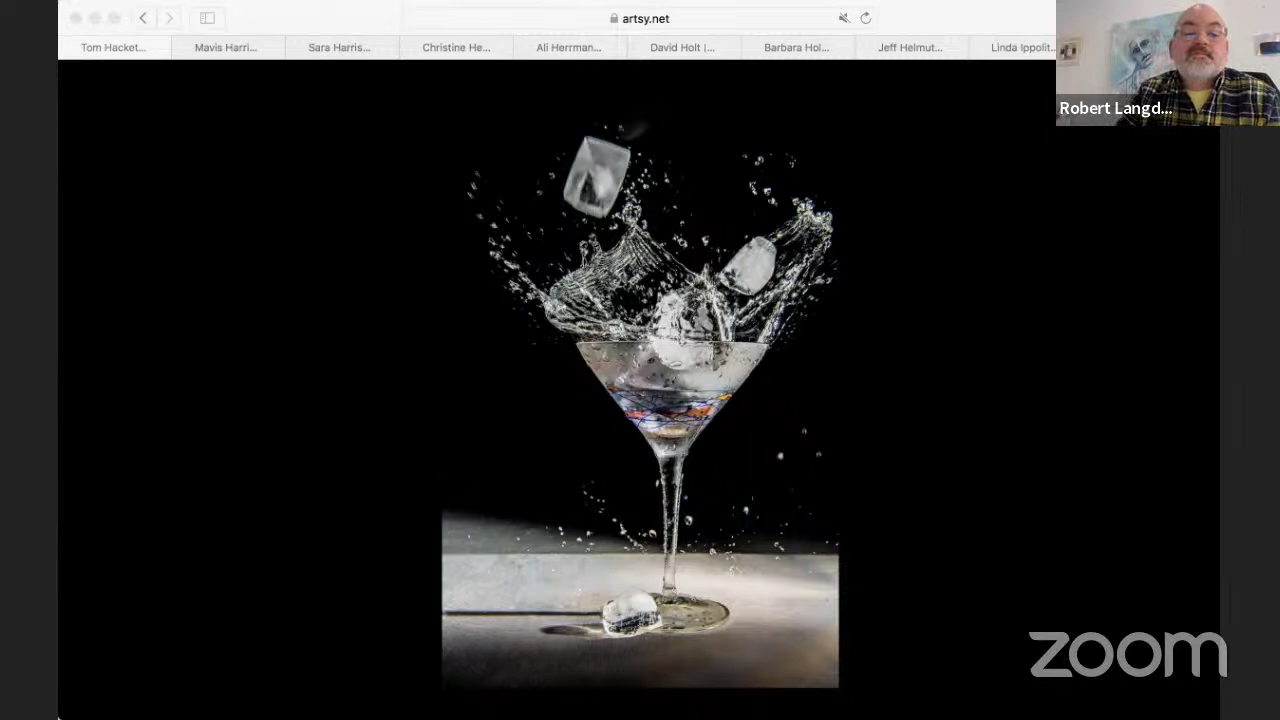 artsy.net
Tom Hacket... Mavis Harri... Sara Harris... Christine He... Ali Herrman... David Holt |... Barbara Hol... Jeff Helmut... Linda Ippolit...
Robert Langd...
zoom